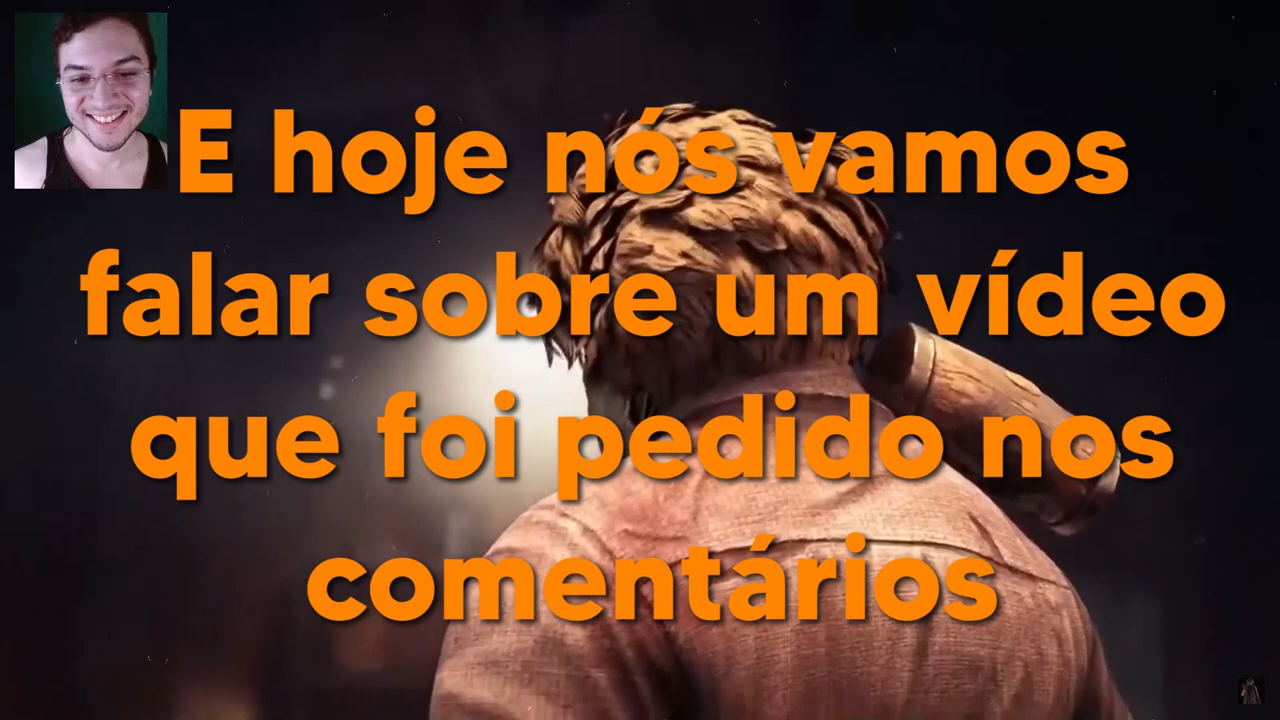 E hoje nós vamos
falar sobre um vídeo
que foi pedido nos
comentários